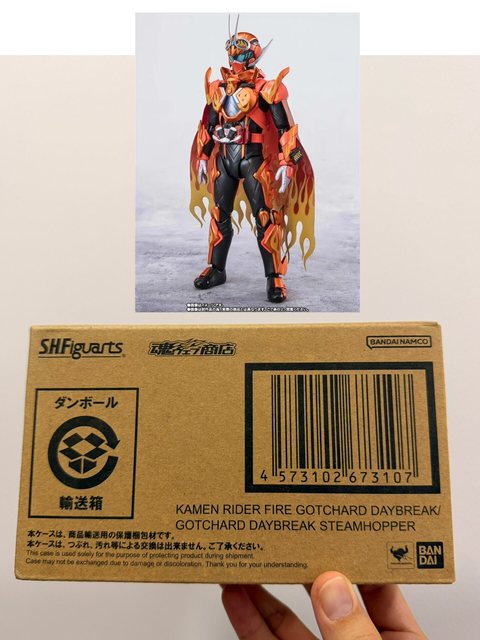 S.H.Figuarts
魂ウェブ商店
BANDAI NAMCO
ダンボール
輸送箱
4 573102 673107
KAMEN RIDER FIRE GOTCHARD DAYBREAK/
GOTCHARD DAYBREAK STEAMHOPPER
本ケースは、商品輸送用の保護梱包材です。
本ケースは、つぶれ、汚れ等による交換は出来ません。ご了承ください。
This case is used solely for the purpose of protecting product during shipment.
Case may not be exchanged due to damage or discoloration. Thank you for your understanding.
BAN
DAI